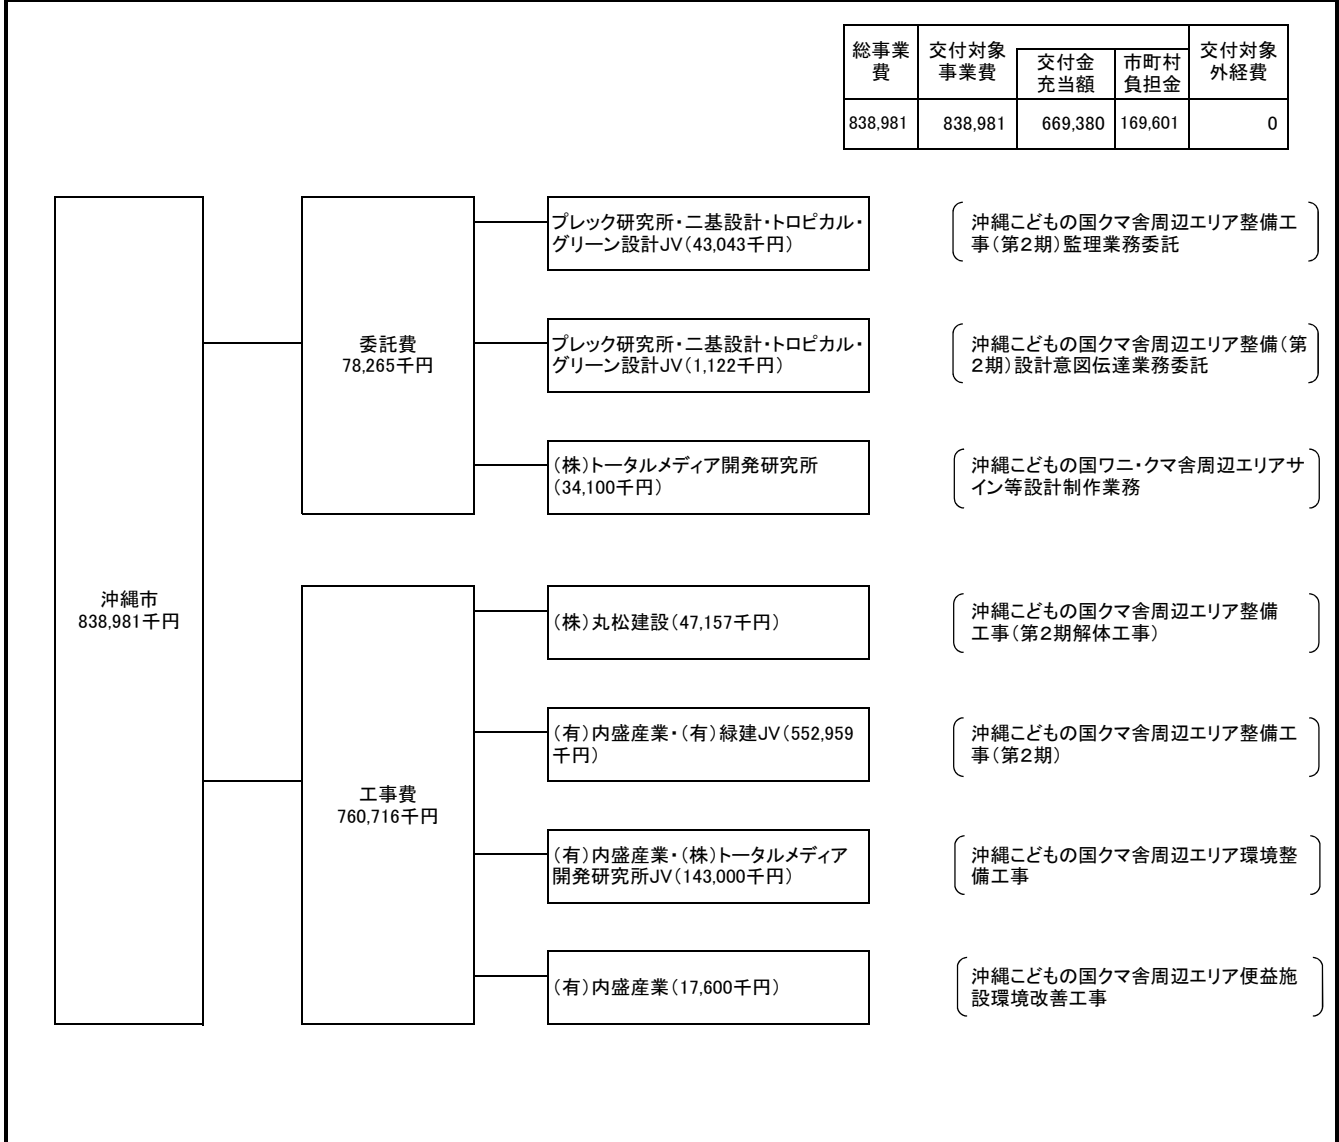 総事業
費
交付対象
事業費
交付金
充当額
市町村
負担金
交付対象
外経費
838,981
838,981
669,380
169,601
0
沖縄市
838,981千円
委託費
78,265千円
プレック研究所・二基設計・トロピカル・
グリーン設計JV(43,043千円)
沖縄こどもの国クマ舎周辺エリア整備工
事(第2期)監理業務委託
プレック研究所・二基設計・トロピカル・
グリーン設計JV(1,122千円)
沖縄こどもの国クマ舎周辺エリア整備(第
2期)設計意図伝達業務委託
(株)トータルメディア開発研究所
(34,100千円)
沖縄こどもの国ワニ・クマ舎周辺エリアサ
イン等設計制作業務
工事費
760,716千円
(株)丸松建設(47,157千円)
沖縄こどもの国クマ舎周辺エリア整備
工事(第2期解体工事)
(有)内盛産業・(有)緑建JV(552,959
千円)
沖縄こどもの国クマ舎周辺エリア整備工
事(第2期)
(有)内盛産業・(株)トータルメディア
開発研究所JV(143,000千円)
沖縄こどもの国クマ舎周辺エリア環境整
備工事
(有)内盛産業(17,600千円)
沖縄こどもの国クマ舎周辺エリア便益施
設環境改善工事